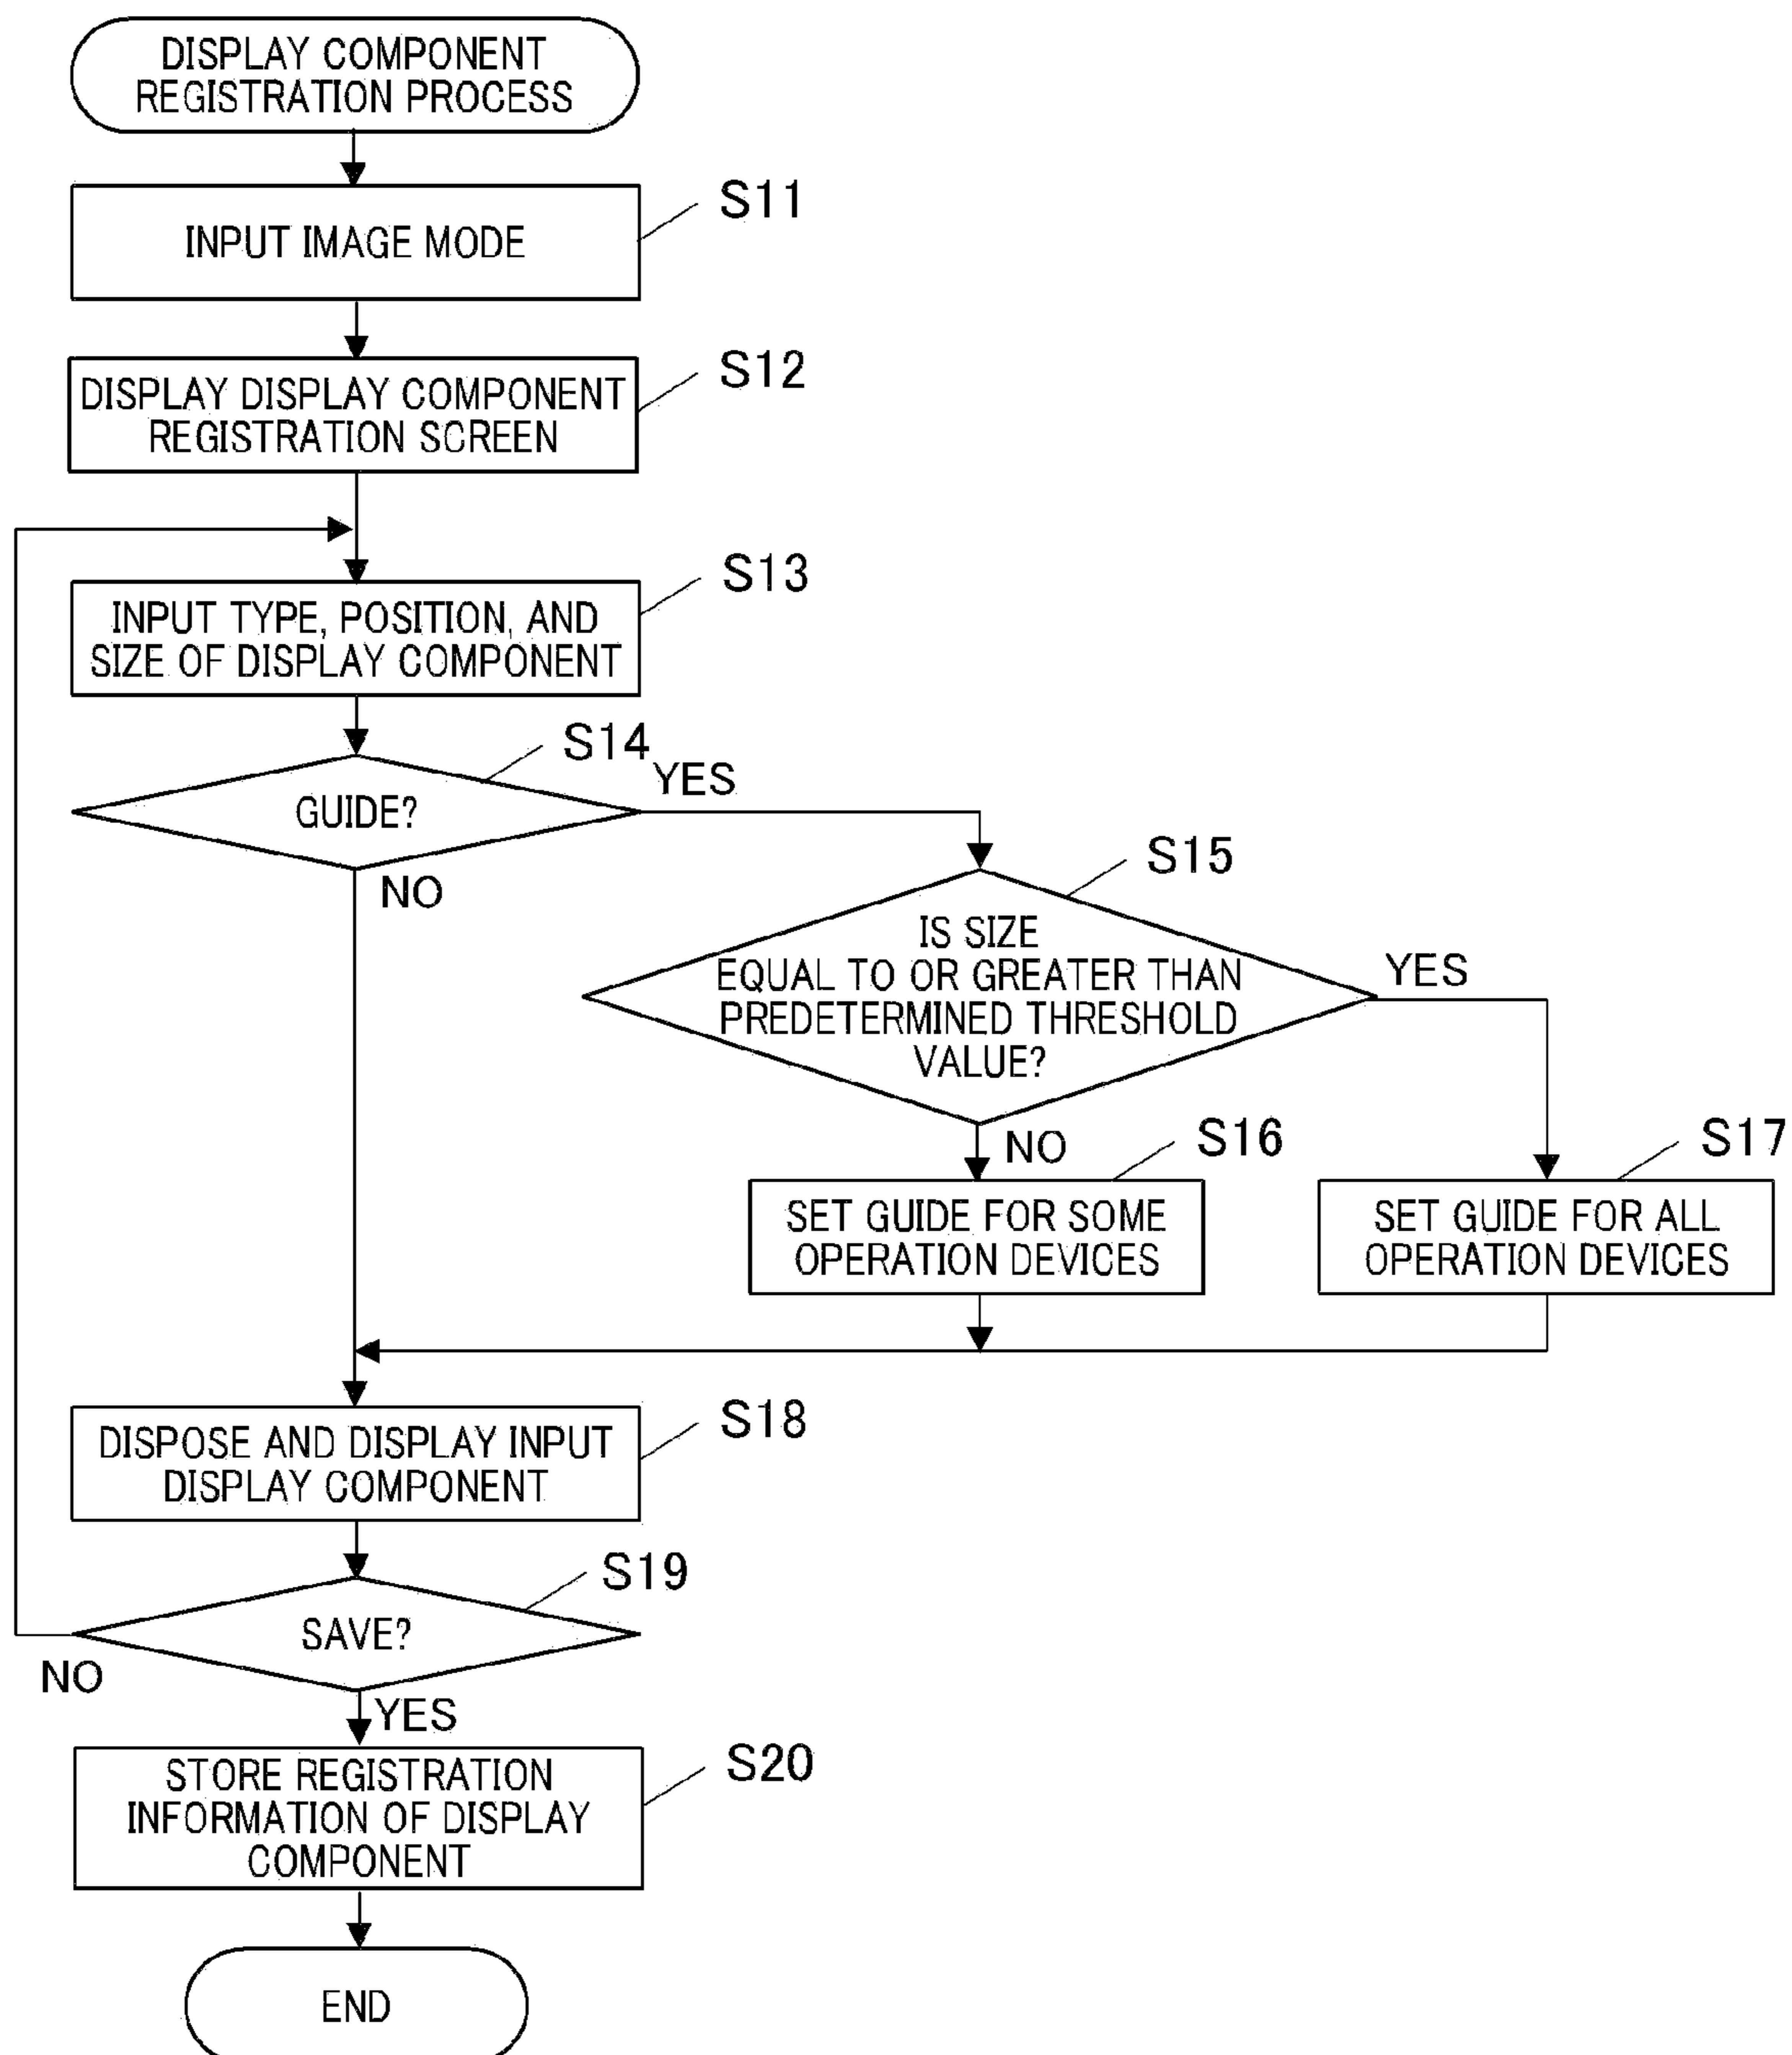 DISPLAY COMPONENT
REGISTRATION PROCESS
S11
INPUT IMAGE MODE
S12
DISPLAY DISPLAY COMPONENT
REGISTRATION SCREEN
S13
INPUT TYPE, POSITION, AND
SIZE OF DISPLAY COMPONENT
S14
YES
GUIDE?
NO
S15
IS SIZE
EQUAL TO OR GREATER THAN
PREDETERMINED THRESHOLD
VALUE?
YES
NO
S16
SET GUIDE FOR SOME
OPERATION DEVICES
S17
SET GUIDE FOR ALL
OPERATION DEVICES
S18
DISPOSE AND DISPLAY INPUT
DISPLAY COMPONENT
S19
SAVE?
NO
YES
S20
STORE REGISTRATION
INFORMATION OF DISPLAY
COMPONENT
END